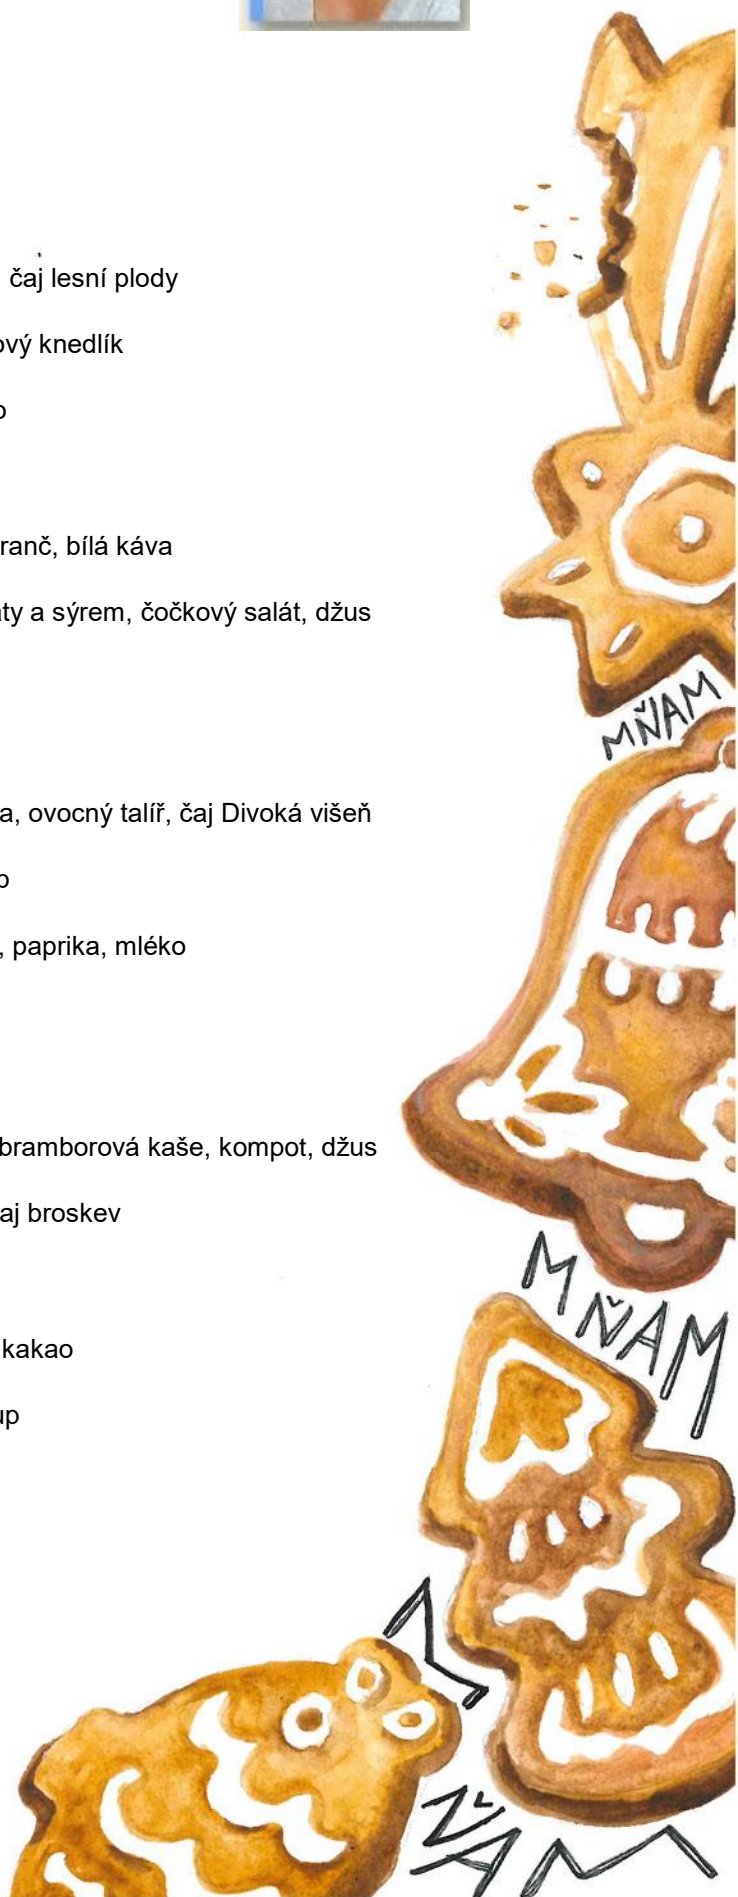 čaj lesní plody
ový knedlík
o
ranč, bílá káva
ty a sýrem, čočkový salát, džus
MŇAM
a, ovocný talíř, čaj Divoká višeň
o
, paprika, mléko
bramborová kaše, kompot, džus
aj broskev
MŇAM
kakao
up
MŇAM